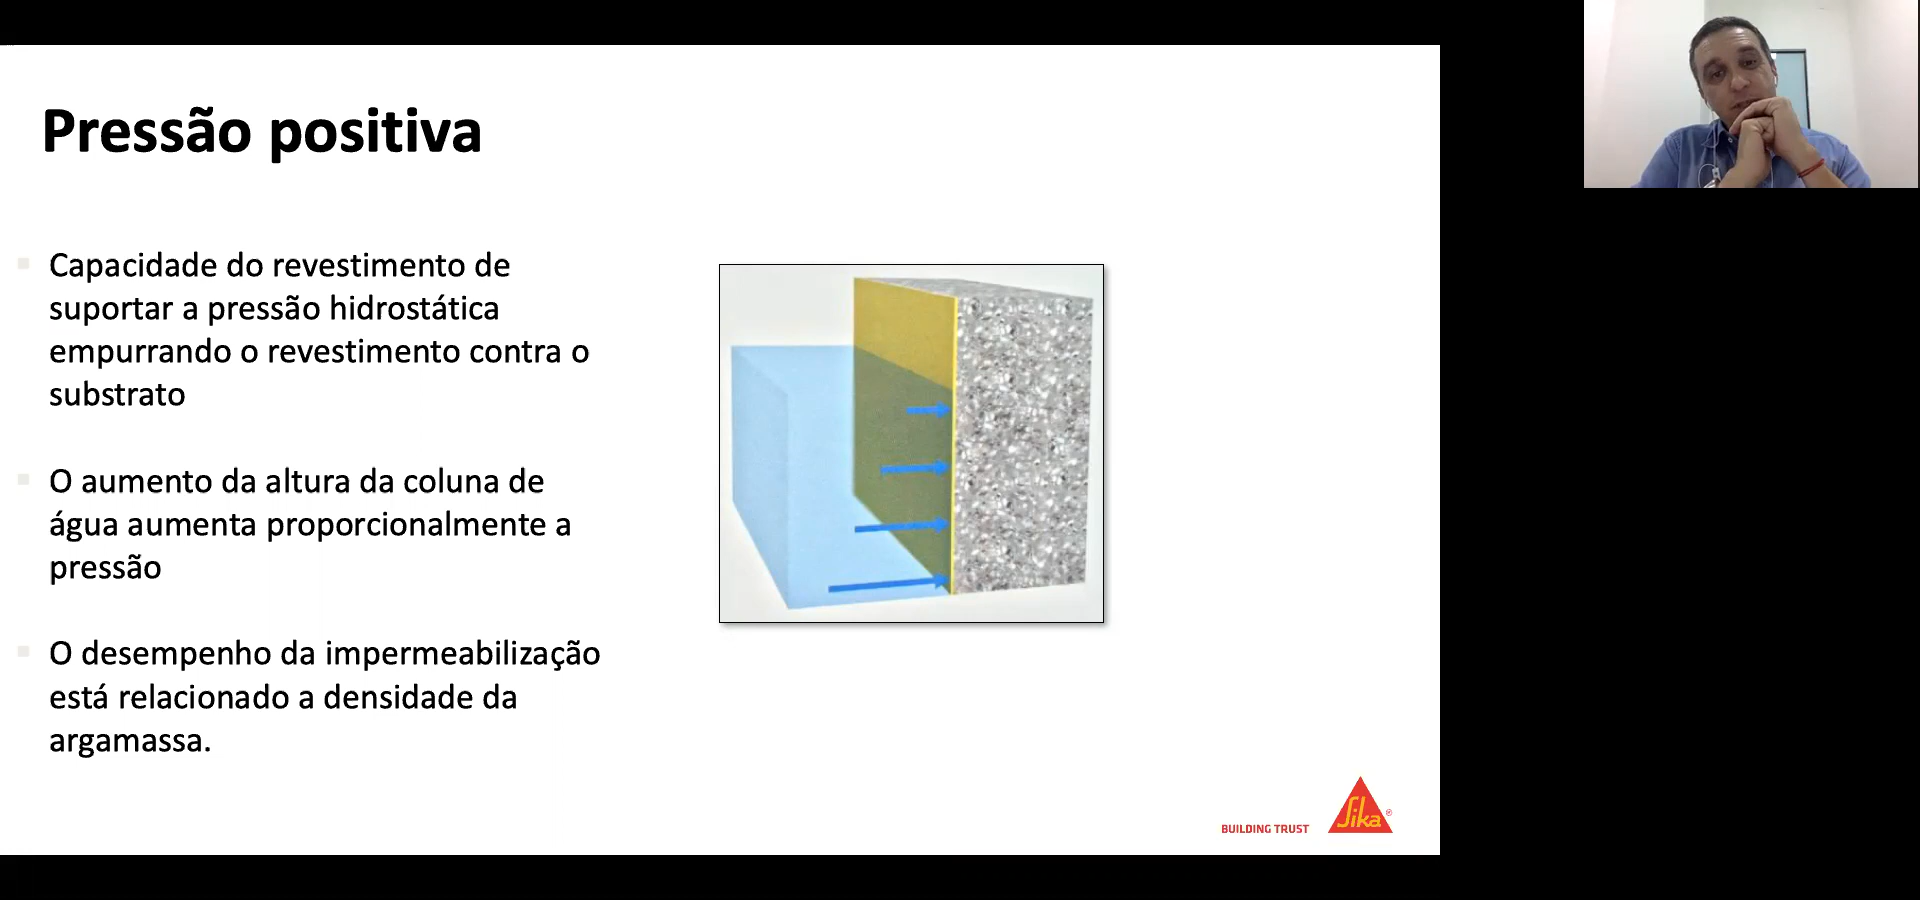 Pressão positiva
Capacidade do revestimento de
suportar a pressão hidrostática
empurrando o revestimento contra o
substrato
O aumento da altura da coluna de
água aumenta proporcionalmente a
pressão
O desempenho da impermeabilização
está relacionado a densidade da
argamassa.
BUILDING TRUST
Sika®